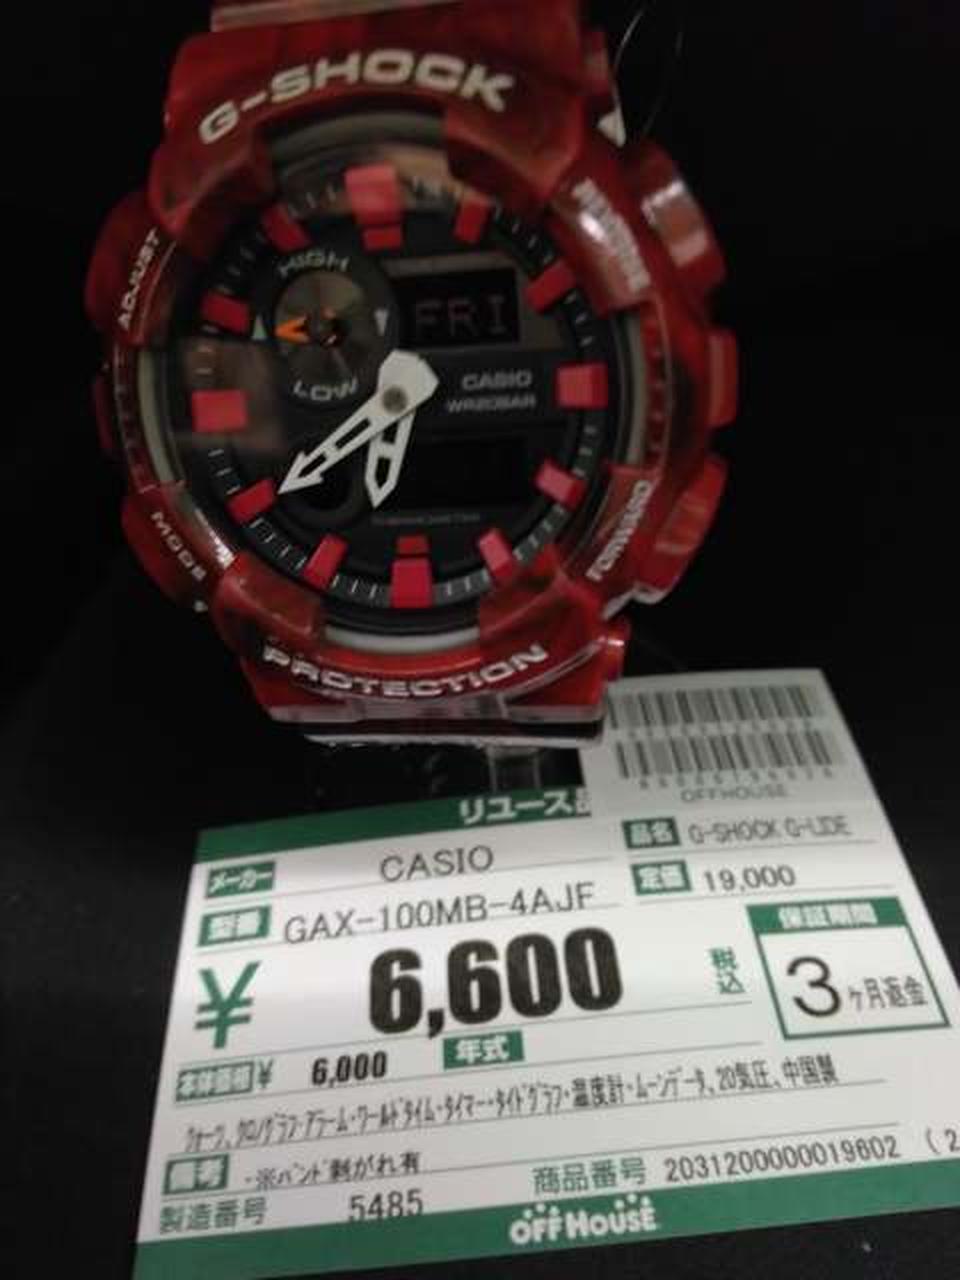 G-SHOCK
ADJUST
HIGH
FRI
LOW
CASIO
WR20BAR
MODE
FORWARD
PROTECTION
OFFHOUSE
リユース
メーカー CASIO
品名 G-SHOCK G-LIDE
型番 GAX-100MB-4AJF
定価 19,000
¥ 6,600 税込
保証期間
3ヶ月返金
本体価格¥ 6,000 年式
クォーツ、クロノグラフ・アラーム・ワールドタイム・タイマー・タイドグラフ・温度計・ムーンデータ、20気圧、中国製
備考 ・※バンド剥がれ有
製造番号 5485
商品番号 2031200000019602 (2
OFF HOUSE